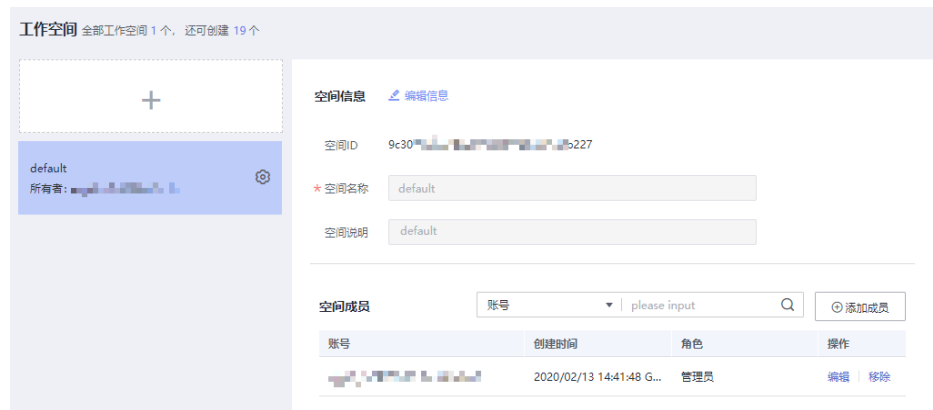 工作空间 全部工作空间 1 个, 还可创建 19 个
空间信息 编辑信息
空间ID 9c30 b227
default
所有者：
* 空间名称 default
空间说明 default
空间成员 账号 please input 添加成员
账号 创建时间 角色 操作
2020/02/13 14:41:48 G... 管理员 编辑 移除